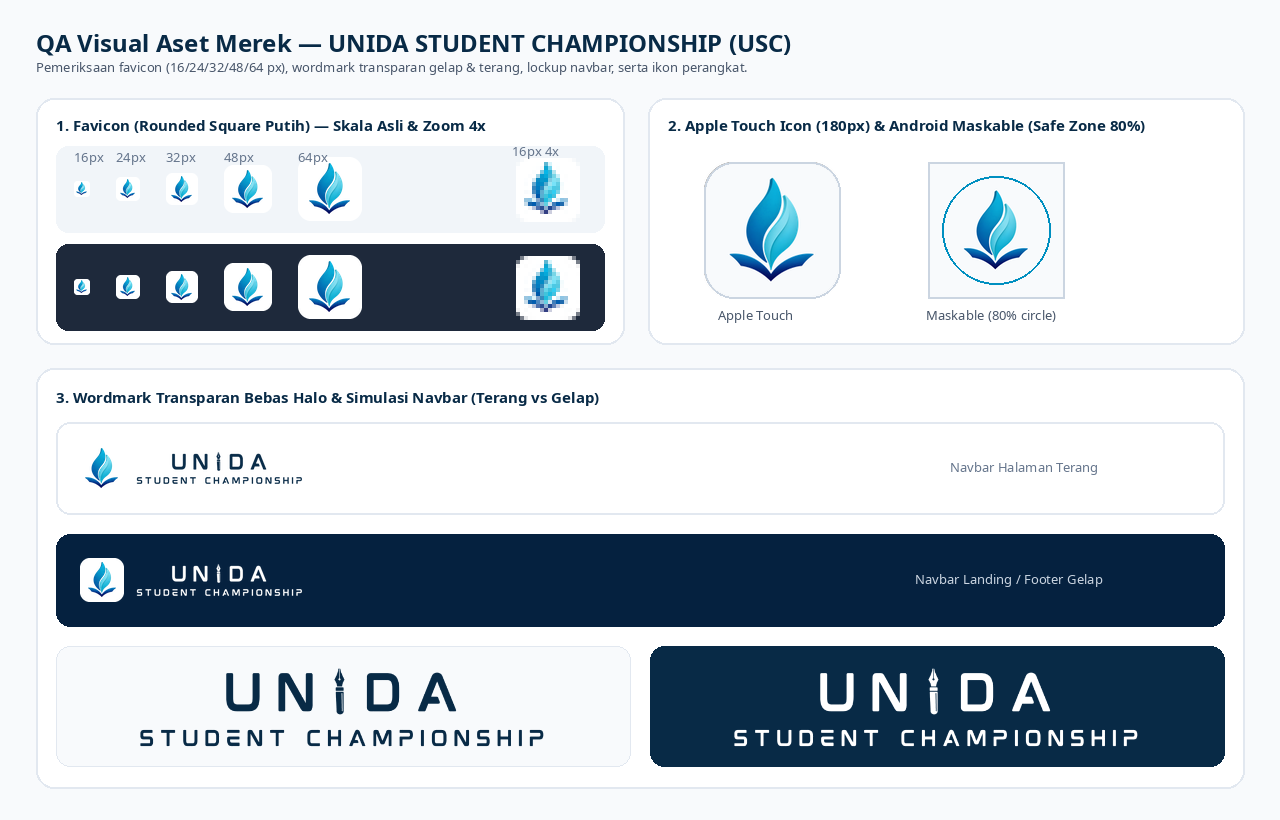 QA Visual Aset Merek — UNIDA STUDENT CHAMPIONSHIP (USC)
Pemeriksaan favicon (16/24/32/48/64 px), wordmark transparan gelap & terang, lockup navbar, serta ikon perangkat.
1. Favicon (Rounded Square Putih) — Skala Asli & Zoom 4x
16px 24px 32px 48px 64px 16px 4x
2. Apple Touch Icon (180px) & Android Maskable (Safe Zone 80%)
Apple Touch Maskable (80% circle)
3. Wordmark Transparan Bebas Halo & Simulasi Navbar (Terang vs Gelap)
UNIDA
STUDENT CHAMPIONSHIP
Navbar Halaman Terang
UNIDA
STUDENT CHAMPIONSHIP
Navbar Landing / Footer Gelap
UNIDA
STUDENT CHAMPIONSHIP
UNIDA
STUDENT CHAMPIONSHIP